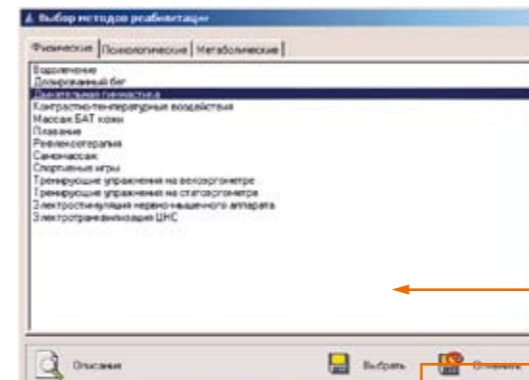 Выбор методов реабилитации
Физические Психологические Метаболические
Водолечение
Дозированный бег
Дыхательная гимнастика
Контрастно-температурные воздействия
Массаж БАТ кожи
Плавание
Рефлексотерапия
Самомассаж
Спортивные игры
Тренирующие упражнения на велоэргометре
Тренирующие упражнения на статоэргометре
Электростимуляция нервно-мышечного аппарата
Электротранквилизация ЦНС
Описание Выбрать Отменить